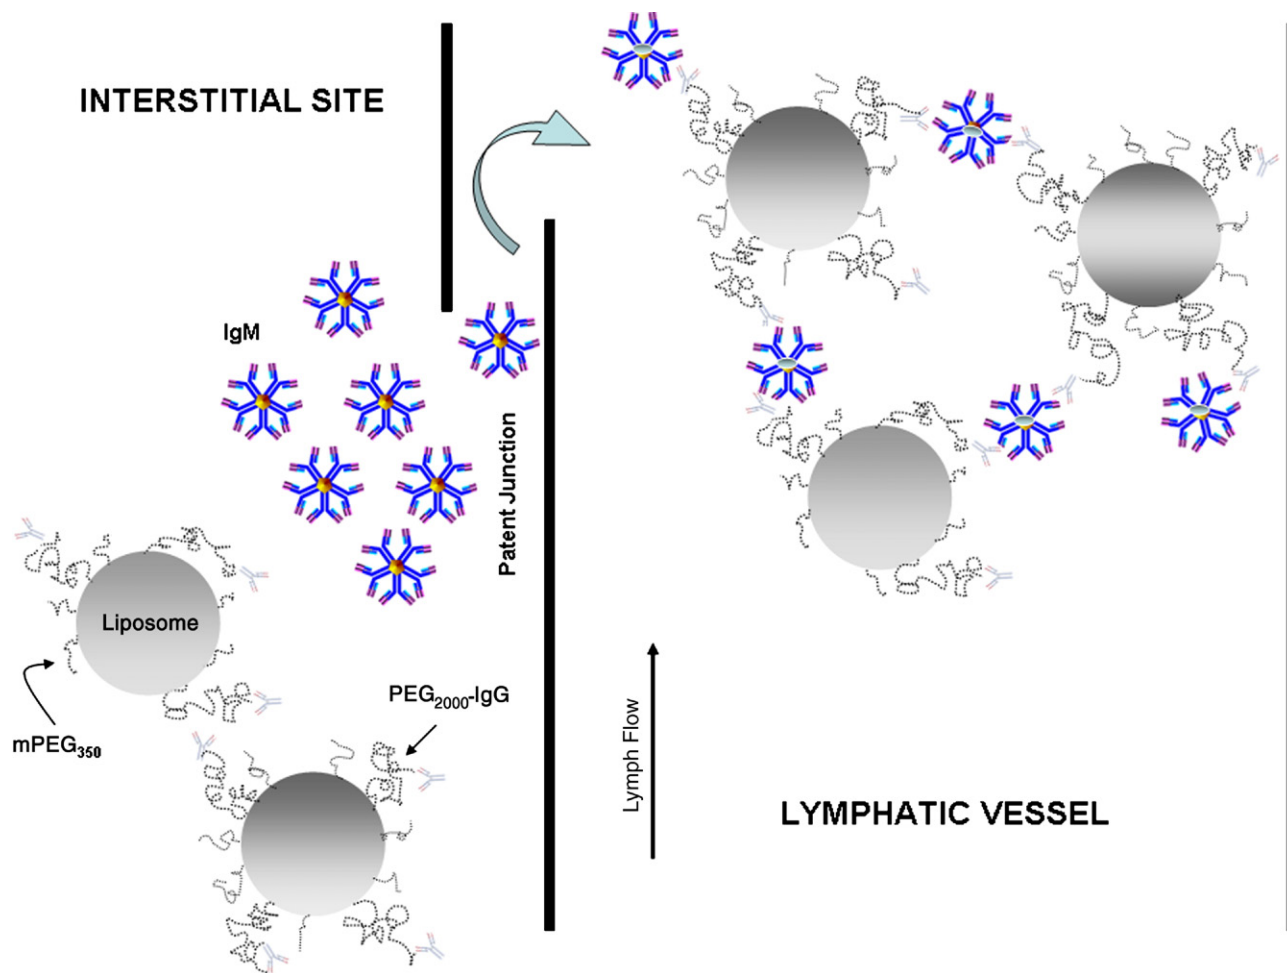 INTERSTITIAL SITE
IgM
Patent Junction
Liposome
PEG2000-IgG
mPEG350
Lymph Flow
LYMPHATIC VESSEL